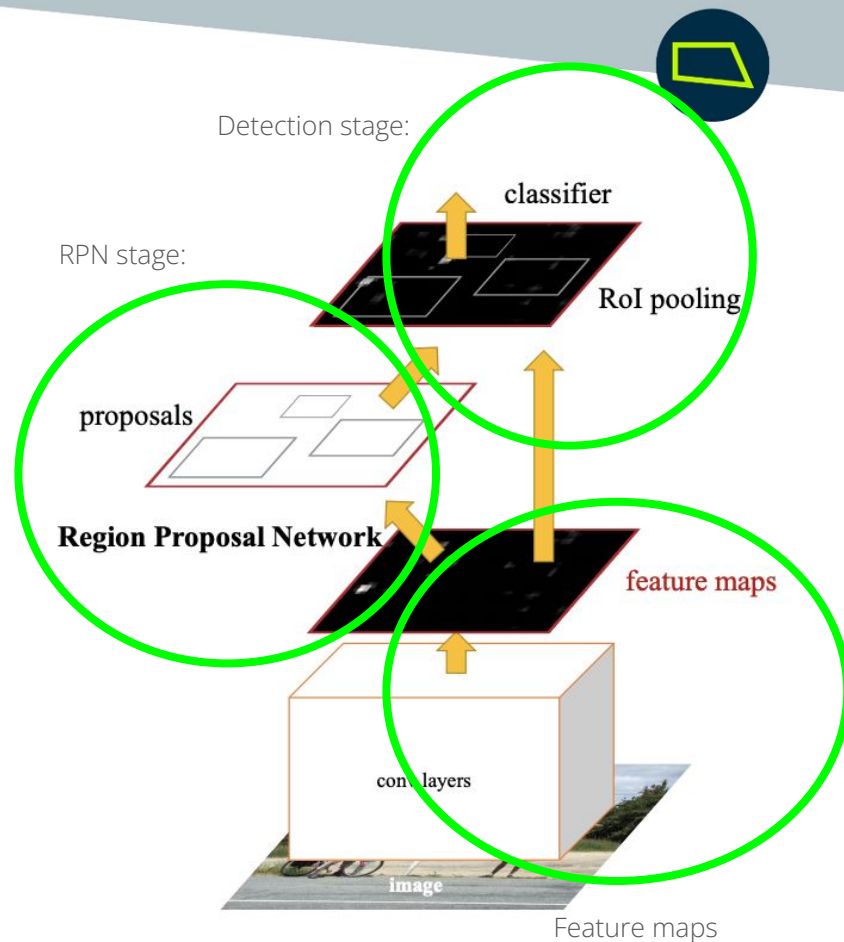 Detection stage:
classifier
RPN stage:
RoI pooling
proposals
Region Proposal Network
feature maps
conv layers
image
Feature maps